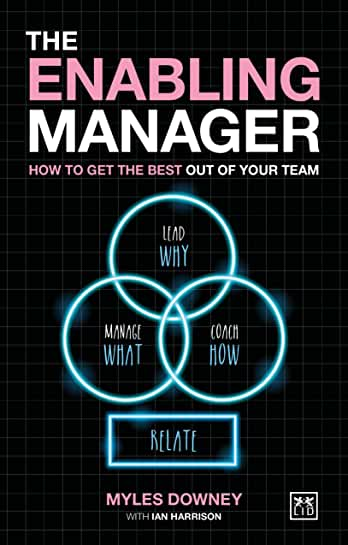 THE
ENABLING
MANAGER
HOW TO GET THE BEST OUT OF YOUR TEAM
LEAD
WHY
MANAGE
WHAT
COACH
HOW
RELATE
MYLES DOWNEY
WITH IAN HARRISON
LID